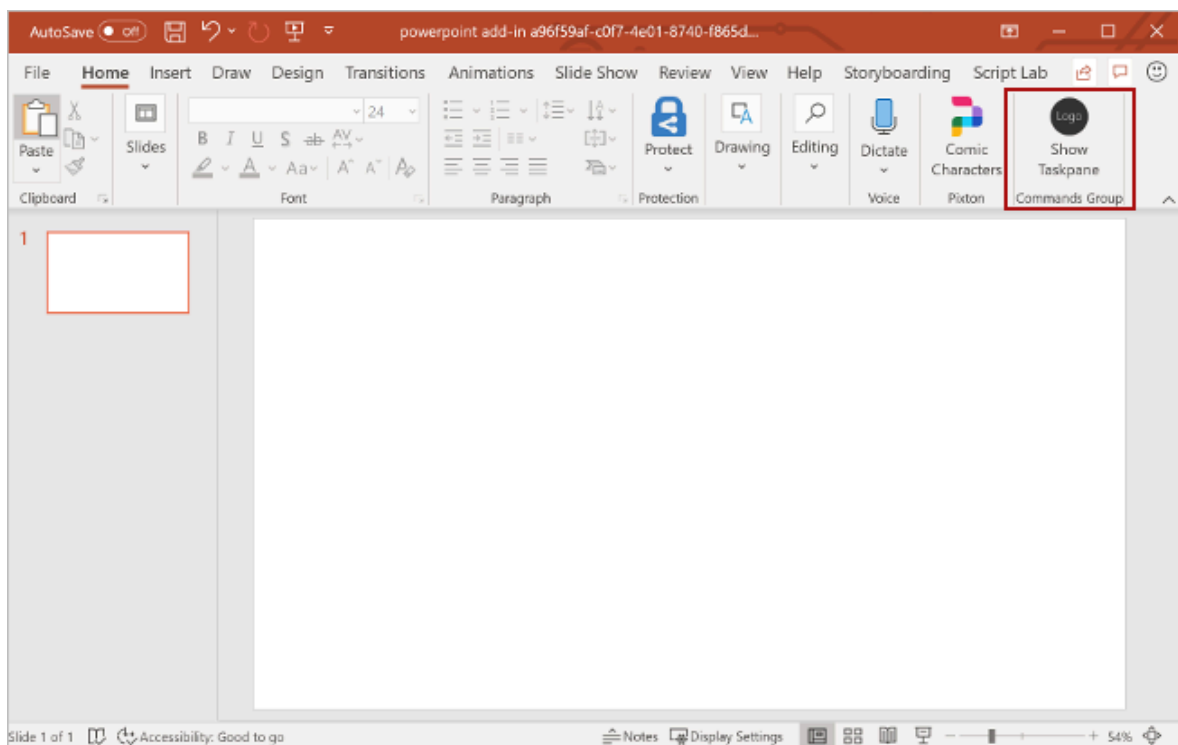 AutoSave off powerpoint add-in a96f59af-c0f7-4e01-8740-f865d...
File Home Insert Draw Design Transitions Animations Slide Show Review View Help Storyboarding Script Lab
24
Logo
B I U S ab AV
Paste Slides Protect Drawing Editing Dictate Comic Characters Show Taskpane
A Aa A A A
Clipboard Font Paragraph Protection Voice Pixton Commands Group
1
Slide 1 of 1 Accessibility: Good to go Notes Display Settings 54%